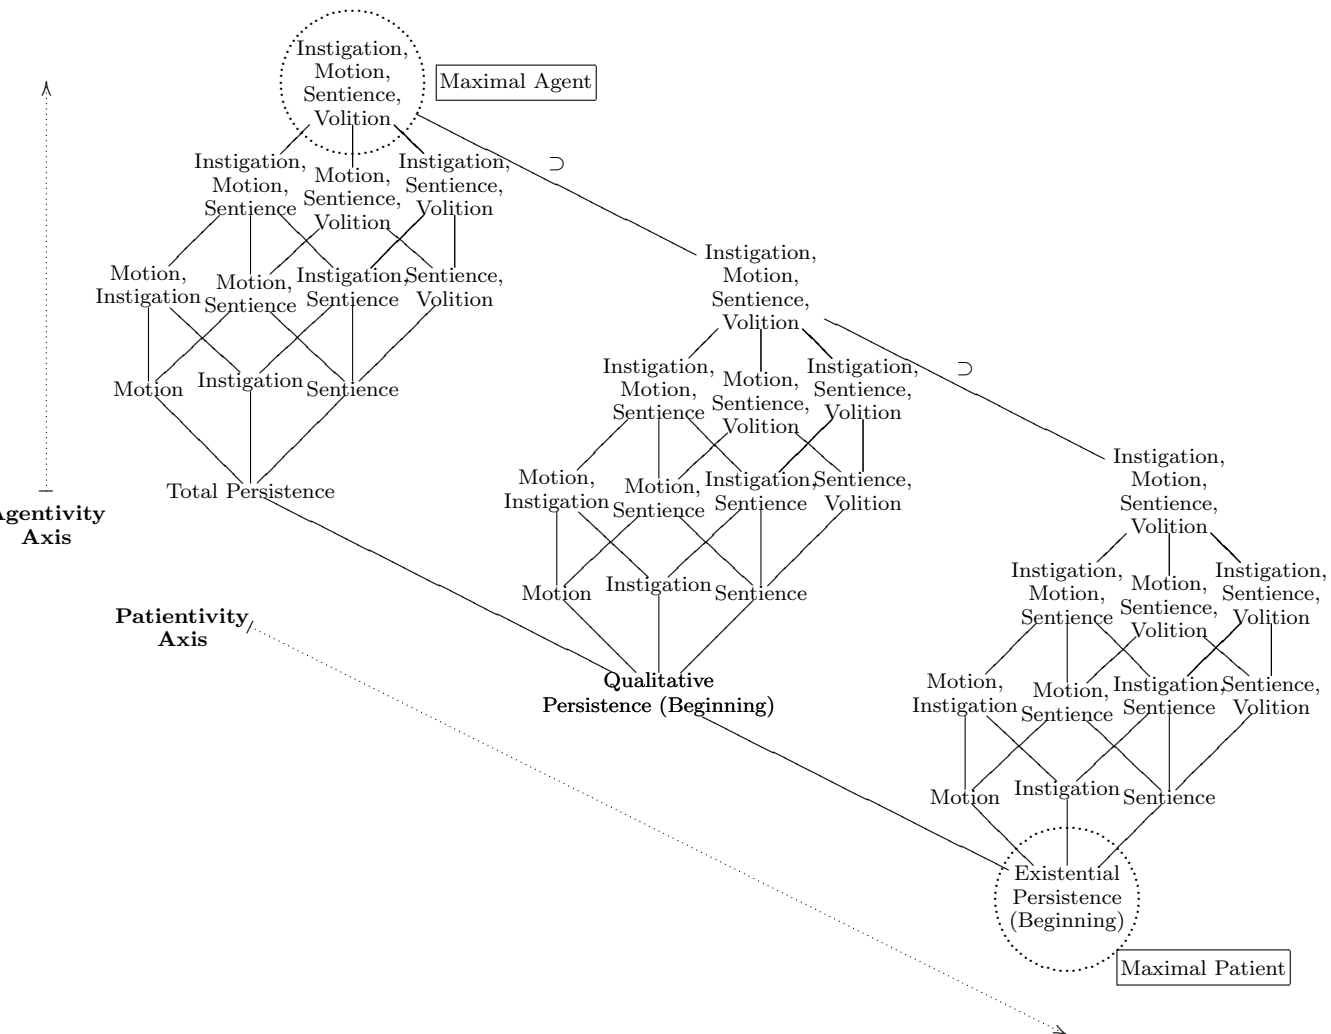 Instigation,
Motion,
Sentience,
Volition
Maximal Agent
⊃
Instigation,
Motion,
Sentience
Motion,
Sentience,
Volition
Instigation,
Sentience,
Volition
Motion,
Instigation
Motion,
Sentience
Instigation,
Sentience
Sentience,
Volition
Motion
Instigation
Sentience
Total Persistence
Agentivity
Axis
Patientivity
Axis
Instigation,
Motion,
Sentience,
Volition
⊃
Instigation,
Motion,
Sentience
Motion,
Sentience,
Volition
Instigation,
Sentience,
Volition
Motion,
Instigation
Motion,
Sentience
Instigation,
Sentience
Sentience,
Volition
Motion
Instigation
Sentience
Qualitative
Persistence (Beginning)
Instigation,
Motion,
Sentience,
Volition
Instigation,
Motion,
Sentience
Motion,
Sentience,
Volition
Instigation,
Sentience,
Volition
Motion,
Instigation
Motion,
Sentience
Instigation,
Sentience
Sentience,
Volition
Motion
Instigation
Sentience
Existential
Persistence
(Beginning)
Maximal Patient